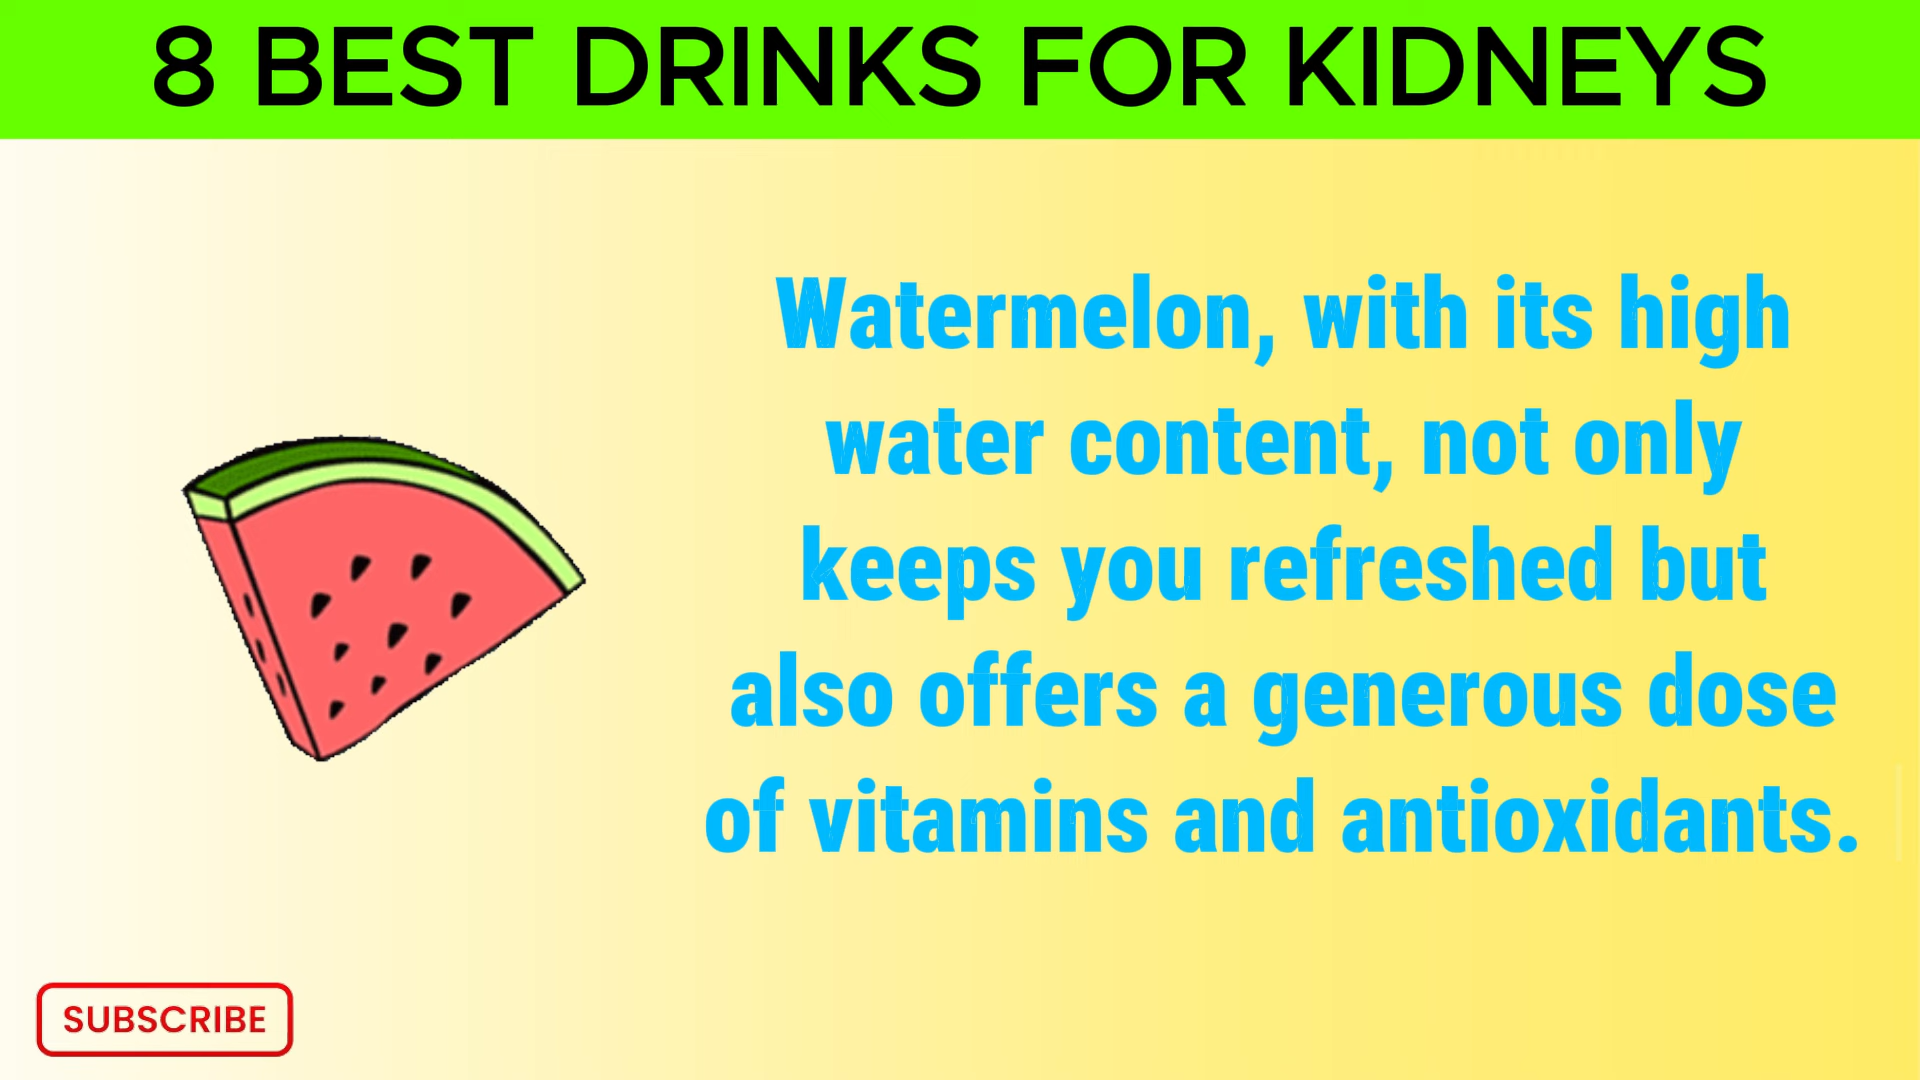 8 BEST DRINKS FOR KIDNEYS
Watermelon, with its high
water content, not only
keeps you refreshed but
also offers a generous dose
of vitamins and antioxidants.
SUBSCRIBE